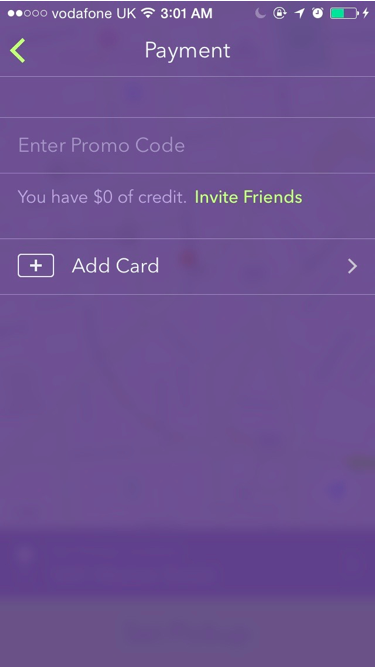 vodafone UK 3:01 AM
Payment
Enter Promo Code
You have $0 of credit. Invite Friends
Add Card